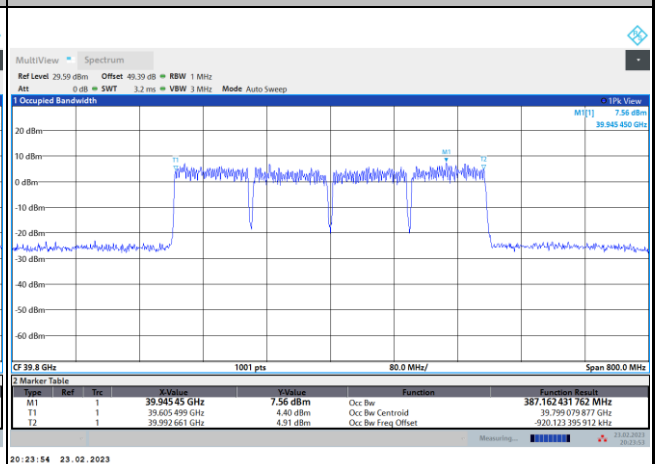 MultiView Spectrum
Ref Level 29.59 dBm Offset 49.39 dB RBW 1 MHz
Att 0 dB SWT 3.2 ms VBW 3 MHz Mode Auto Sweep
1 Occupied Bandwidth 1Pk View
M1[1] 7.56 dBm
39.945 450 GHz
20 dBm
10 dBm
T1 M1 T2
0 dBm
-10 dBm
-20 dBm
-30 dBm
-40 dBm
-50 dBm
-60 dBm
CF 39.8 GHz 1001 pts 80.0 MHz/ Span 800.0 MHz
2 Marker Table
Type Ref Trc X-Value Y-Value Function Function Result
M1 1 39.945 45 GHz 7.56 dBm Occ Bw 387.162 431 762 MHz
T1 1 39.605 499 GHz 4.40 dBm Occ Bw Centroid 39.799 079 877 GHz
T2 1 39.992 661 GHz 4.91 dBm Occ Bw Freq Offset -920.123 395 912 kHz
Measuring... 23.02.2023
20:23:53
20:23:54 23.02.2023